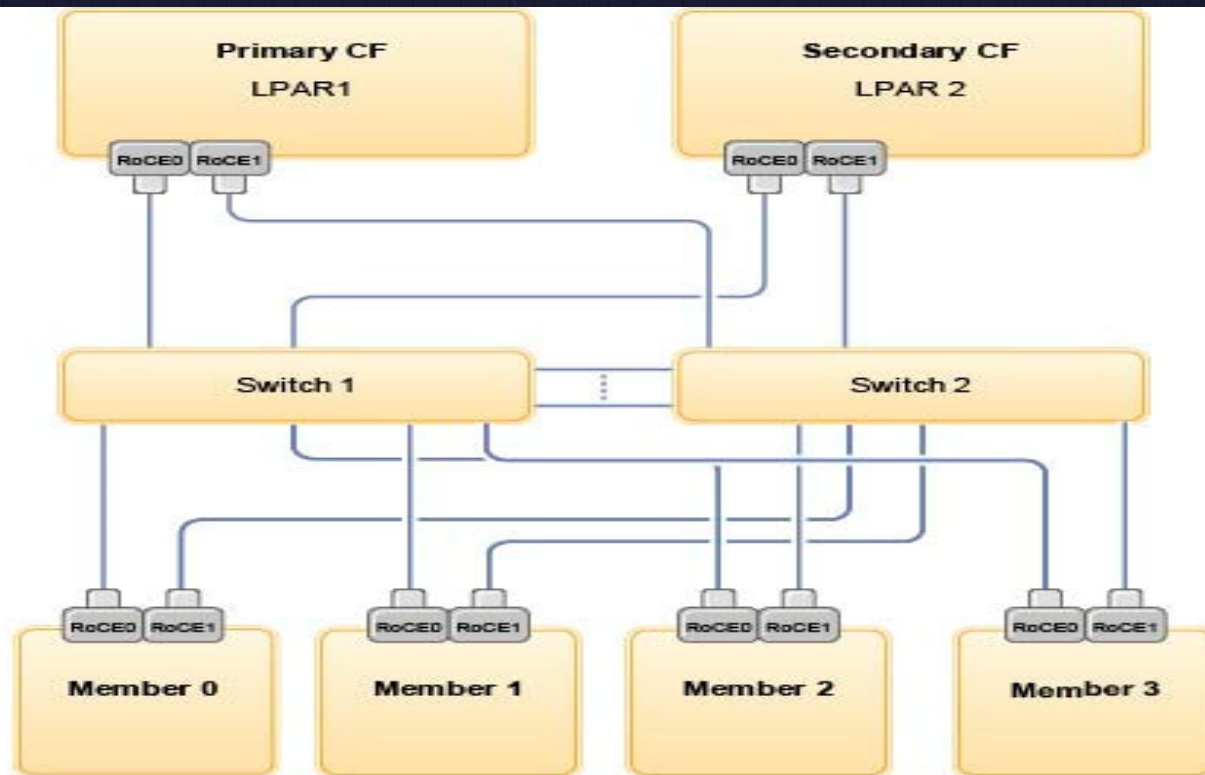 Primary CF
LPAR1
Secondary CF
LPAR 2
RoCE0 RoCE1
RoCE0 RoCE1
Switch 1
Switch 2
RoCE0 RoCE1
RoCE0 RoCE1
RoCE0 RoCE1
RoCE0 RoCE1
Member 0
Member 1
Member 2
Member 3